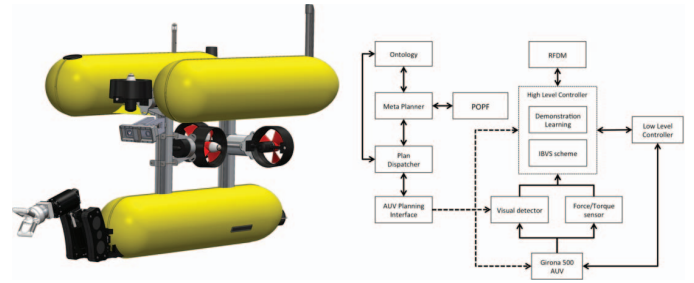 Ontology
Meta Planner
POPF
Plan
Dispatcher
AUV Planning
Interface
RFDM
High Level Controller
Demonstration
Learning
IBVS scheme
Low Level
Controller
Visual detector
Force/Torque
sensor
Girona 500
AUV